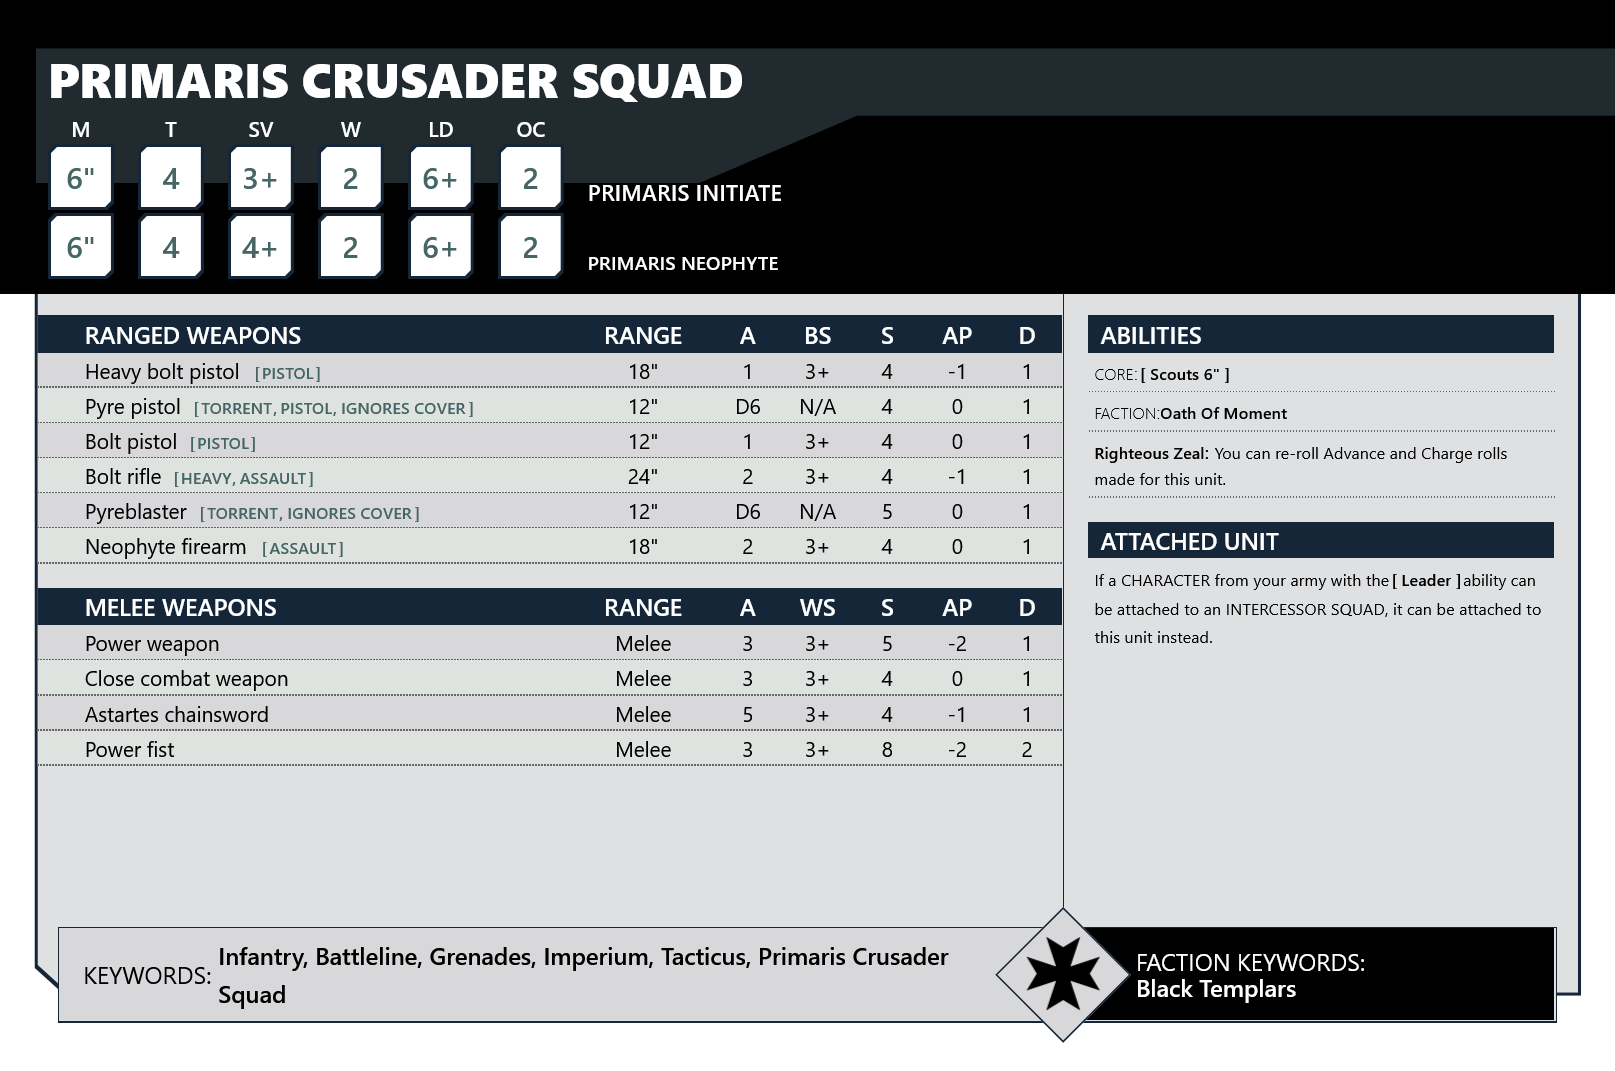 PRIMARIS CRUSADER SQUAD
M T SV W LD OC
6" 4 3+ 2 6+ 2 PRIMARIS INITIATE
6" 4 4+ 2 6+ 2 PRIMARIS NEOPHYTE
RANGED WEAPONS RANGE A BS S AP D
Heavy bolt pistol [PISTOL] 18" 1 3+ 4 -1 1
Pyre pistol [TORRENT, PISTOL, IGNORES COVER] 12" D6 N/A 4 0 1
Bolt pistol [PISTOL] 12" 1 3+ 4 0 1
Bolt rifle [HEAVY, ASSAULT] 24" 2 3+ 4 -1 1
Pyreblaster [TORRENT, IGNORES COVER] 12" D6 N/A 5 0 1
Neophyte firearm [ASSAULT] 18" 2 3+ 4 0 1
MELEE WEAPONS RANGE A WS S AP D
Power weapon Melee 3 3+ 5 -2 1
Close combat weapon Melee 3 3+ 4 0 1
Astartes chainsword Melee 5 3+ 4 -1 1
Power fist Melee 3 3+ 8 -2 2
ABILITIES
CORE: [ Scouts 6" ]
FACTION: Oath Of Moment
Righteous Zeal: You can re-roll Advance and Charge rolls
made for this unit.
ATTACHED UNIT
If a CHARACTER from your army with the [ Leader ] ability can
be attached to an INTERCESSOR SQUAD, it can be attached to
this unit instead.
KEYWORDS: Infantry, Battleline, Grenades, Imperium, Tacticus, Primaris Crusader
Squad
FACTION KEYWORDS:
Black Templars